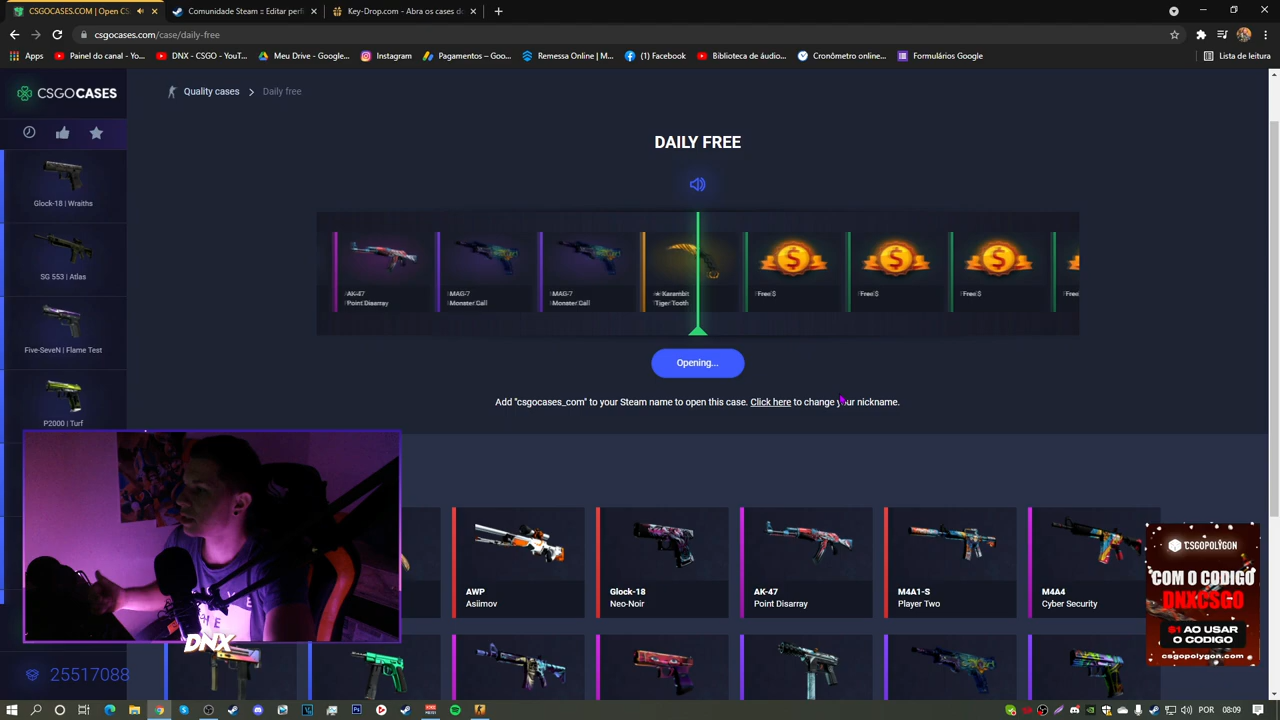 CSGOCASES.COM | Open CS
Comunidade Steam :: Editar perfi
Key-Drop.com - Abra os cases do
csgocases.com/case/daily-free
Apps
Painel do canal - Yo...
DNX - CSGO - YouT...
Meu Drive - Google...
Instagram
Pagamentos – Goo...
Remessa Online | M...
(1) Facebook
Biblioteca de áudio...
Cronômetro online...
Formulários Google
Lista de leitura
CSGOCASES
Quality cases
Daily free
DAILY FREE
Glock-18 | Wraiths
SG 553 | Atlas
Five-SeveN | Flame Test
P2000 | Turf
AK-47
Point Disarray
MAG-7
Monster Call
MAG-7
Monster Call
★ Karambit
Tiger Tooth
Free $
Free $
Free $
Free
Opening...
Add "csgocases_com" to your Steam name to open this case. Click here to change your nickname.
AWP
Asiimov
Glock-18
Neo-Noir
AK-47
Point Disarray
M4A1-S
Player Two
M4A4
Cyber Security
DNX
25517088
CSGOPOLYGON
COM O CODIGO
DNXCSGO
$1 AO USAR
O CODIGO
csgopolygon.com
POR
08:09